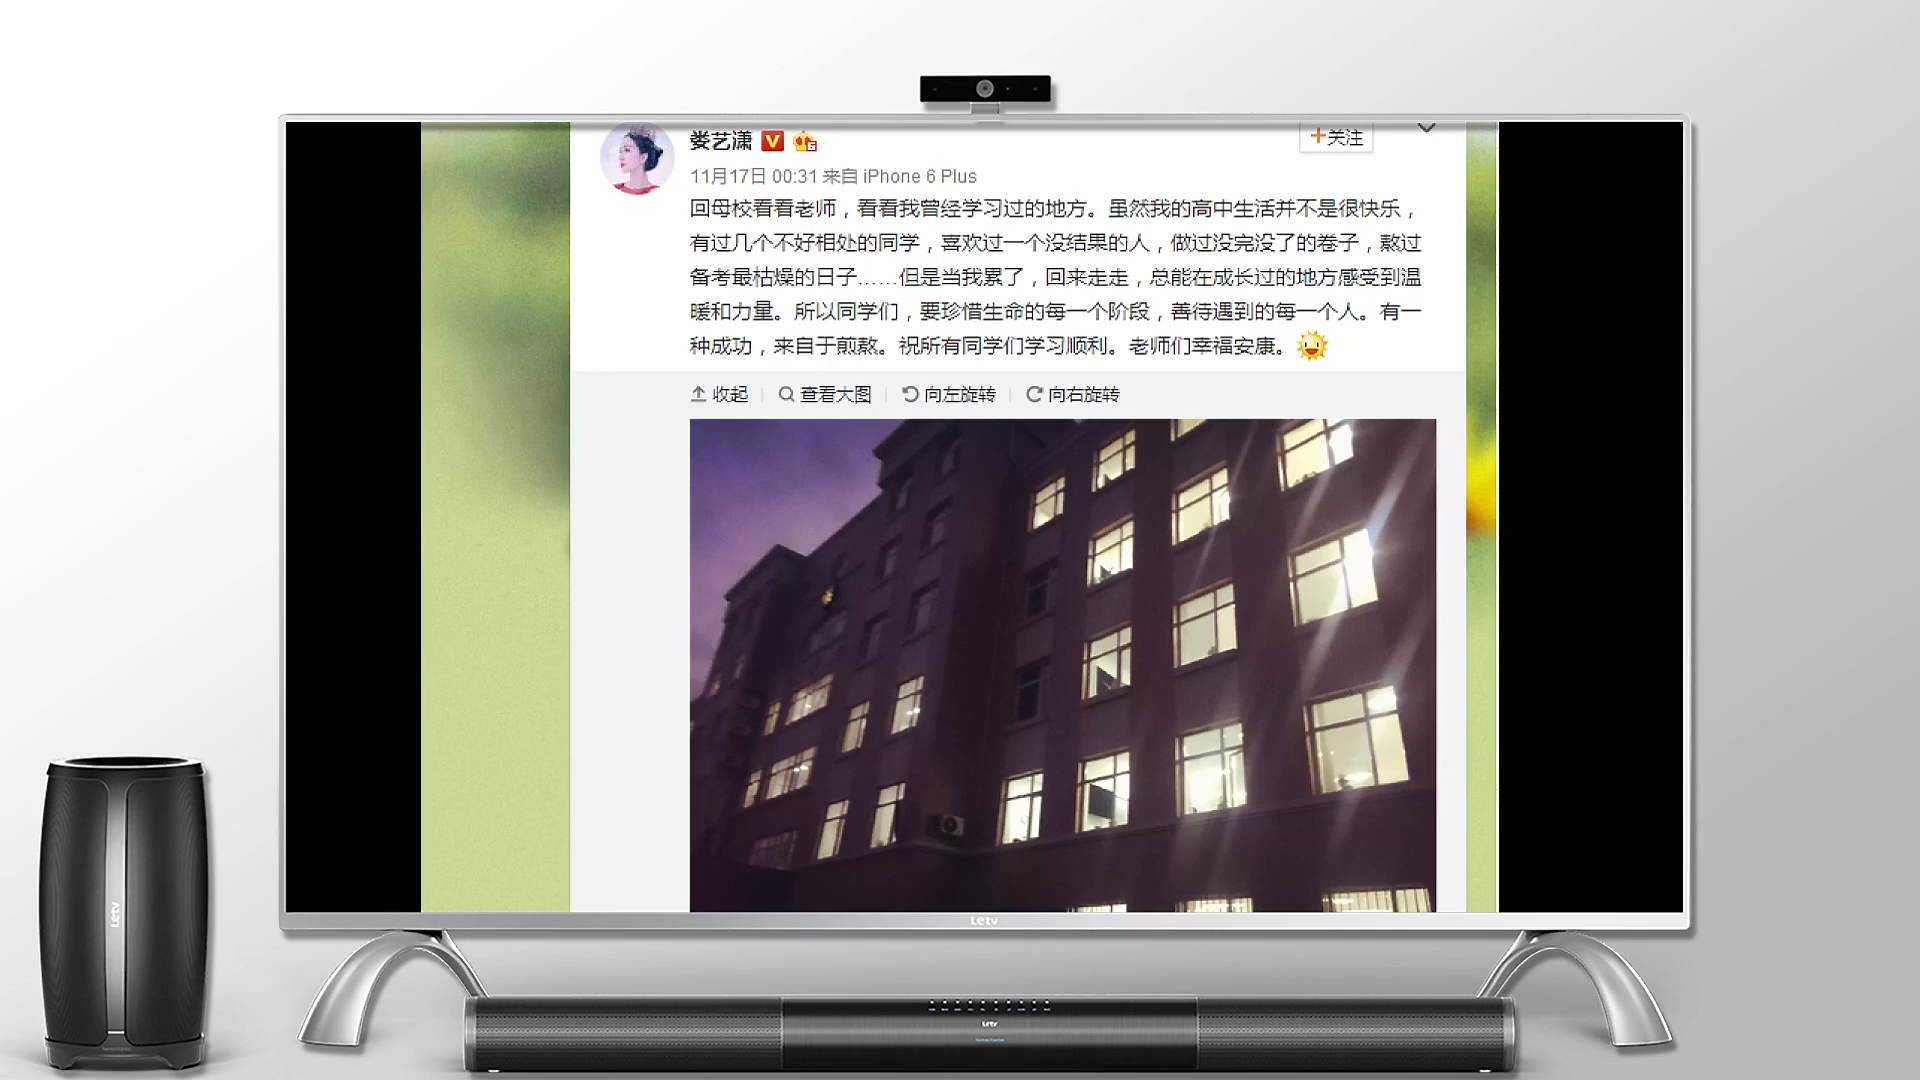 娄艺潇 V
+关注
11月17日 00:31 来自 iPhone 6 Plus
回母校看看老师，看看我曾经学习过的地方。虽然我的高中生活并不是很快乐，
有过几个不好相处的同学，喜欢过一个没结果的人，做过没完没了的卷子，熬过
备考最枯燥的日子……但是当我累了，回来走走，总能在成长过的地方感受到温
暖和力量。所以同学们，要珍惜生命的每一个阶段，善待遇到的每一个人。有一
种成功，来自于煎熬。祝所有同学们学习顺利。老师们幸福安康。
收起 查看大图 向左旋转 向右旋转
Letv
Letv
Letv